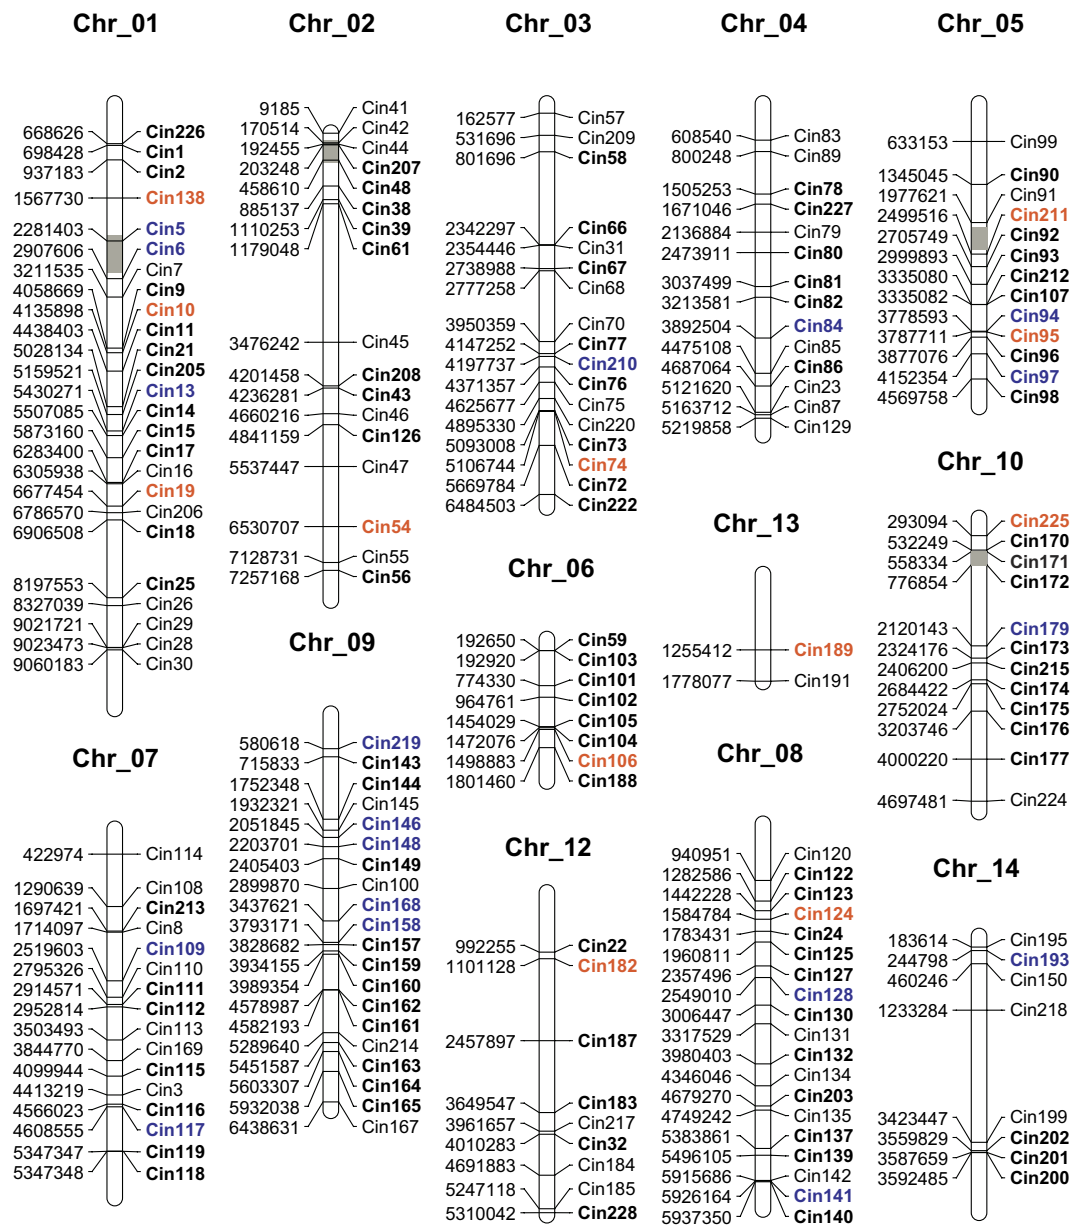 Chr_01
668626 Cin226
698428 Cin1
937183 Cin2
1567730 Cin138
2281403 Cin5
2907606 Cin6
3211535 Cin7
4058669 Cin9
4135898 Cin10
4438403 Cin11
5028134 Cin21
5159521 Cin205
5430271 Cin13
5507085 Cin14
5873160 Cin15
6283400 Cin17
6305938 Cin16
6677454 Cin19
6786570 Cin206
6906508 Cin18
8197553 Cin25
8327039 Cin26
9021721 Cin29
9023473 Cin28
9060183 Cin30
Chr_02
9185 Cin41
170514 Cin42
192455 Cin44
203248 Cin207
458610 Cin48
885137 Cin38
1110253 Cin39
1179048 Cin61
3476242 Cin45
4201458 Cin208
4236281 Cin43
4660216 Cin46
4841159 Cin126
5537447 Cin47
6530707 Cin54
7128731 Cin55
7257168 Cin56
Chr_03
162577 Cin57
531696 Cin209
801696 Cin58
2342297 Cin66
2354446 Cin31
2738988 Cin67
2777258 Cin68
3950359 Cin70
4147252 Cin77
4197737 Cin210
4371357 Cin76
4625677 Cin75
4895330 Cin220
5093008 Cin73
5106744 Cin74
5669784 Cin72
6484503 Cin222
Chr_04
608540 Cin83
800248 Cin89
1505253 Cin78
1671046 Cin227
2136884 Cin79
2473911 Cin80
3037499 Cin81
3213581 Cin82
3892504 Cin84
4475108 Cin85
4687064 Cin86
5121620 Cin23
5163712 Cin87
5219858 Cin129
Chr_05
633153 Cin99
1345045 Cin90
1977621 Cin91
2499516 Cin211
2705749 Cin92
2999893 Cin93
3335080 Cin212
3335082 Cin107
3778593 Cin94
3787711 Cin95
3877076 Cin96
4152354 Cin97
4569758 Cin98
Chr_06
192650 Cin59
192920 Cin103
774330 Cin101
964761 Cin102
1454029 Cin105
1472076 Cin104
1498883 Cin106
1801460 Cin188
Chr_13
1255412 Cin189
1778077 Cin191
Chr_10
293094 Cin225
532249 Cin170
558334 Cin171
776854 Cin172
2120143 Cin179
2324176 Cin173
2406200 Cin215
2684422 Cin174
2752024 Cin175
3203746 Cin176
4000220 Cin177
4697481 Cin224
Chr_07
422974 Cin114
1290639 Cin108
1697421 Cin213
1714097 Cin8
2519603 Cin109
2795326 Cin110
2914571 Cin111
2952814 Cin112
3503493 Cin113
3844770 Cin169
4099944 Cin115
4413219 Cin3
4566023 Cin116
4608555 Cin117
5347347 Cin119
5347348 Cin118
Chr_09
580618 Cin219
715833 Cin143
1752348 Cin144
1932321 Cin145
2051845 Cin146
2203701 Cin148
2405403 Cin149
2899870 Cin100
3437621 Cin168
3793171 Cin158
3828682 Cin157
3934155 Cin159
3989354 Cin160
4578987 Cin162
4582193 Cin161
5289640 Cin214
5451587 Cin163
5603307 Cin164
5932038 Cin165
6438631 Cin167
Chr_12
992255 Cin22
1101128 Cin182
2457897 Cin187
3649547 Cin183
3961657 Cin217
4010283 Cin32
4691883 Cin184
5247118 Cin185
5310042 Cin228
Chr_08
940951 Cin120
1282586 Cin122
1442228 Cin123
1584784 Cin124
1783431 Cin24
1960811 Cin125
2357496 Cin127
2549010 Cin128
3006447 Cin130
3317529 Cin131
3980403 Cin132
4346046 Cin134
4679270 Cin203
4749242 Cin135
5383861 Cin137
5496105 Cin139
5915686 Cin142
5926164 Cin141
5937350 Cin140
Chr_14
183614 Cin195
244798 Cin193
460246 Cin150
1233284 Cin218
3423447 Cin199
3559829 Cin202
3587659 Cin201
3592485 Cin200